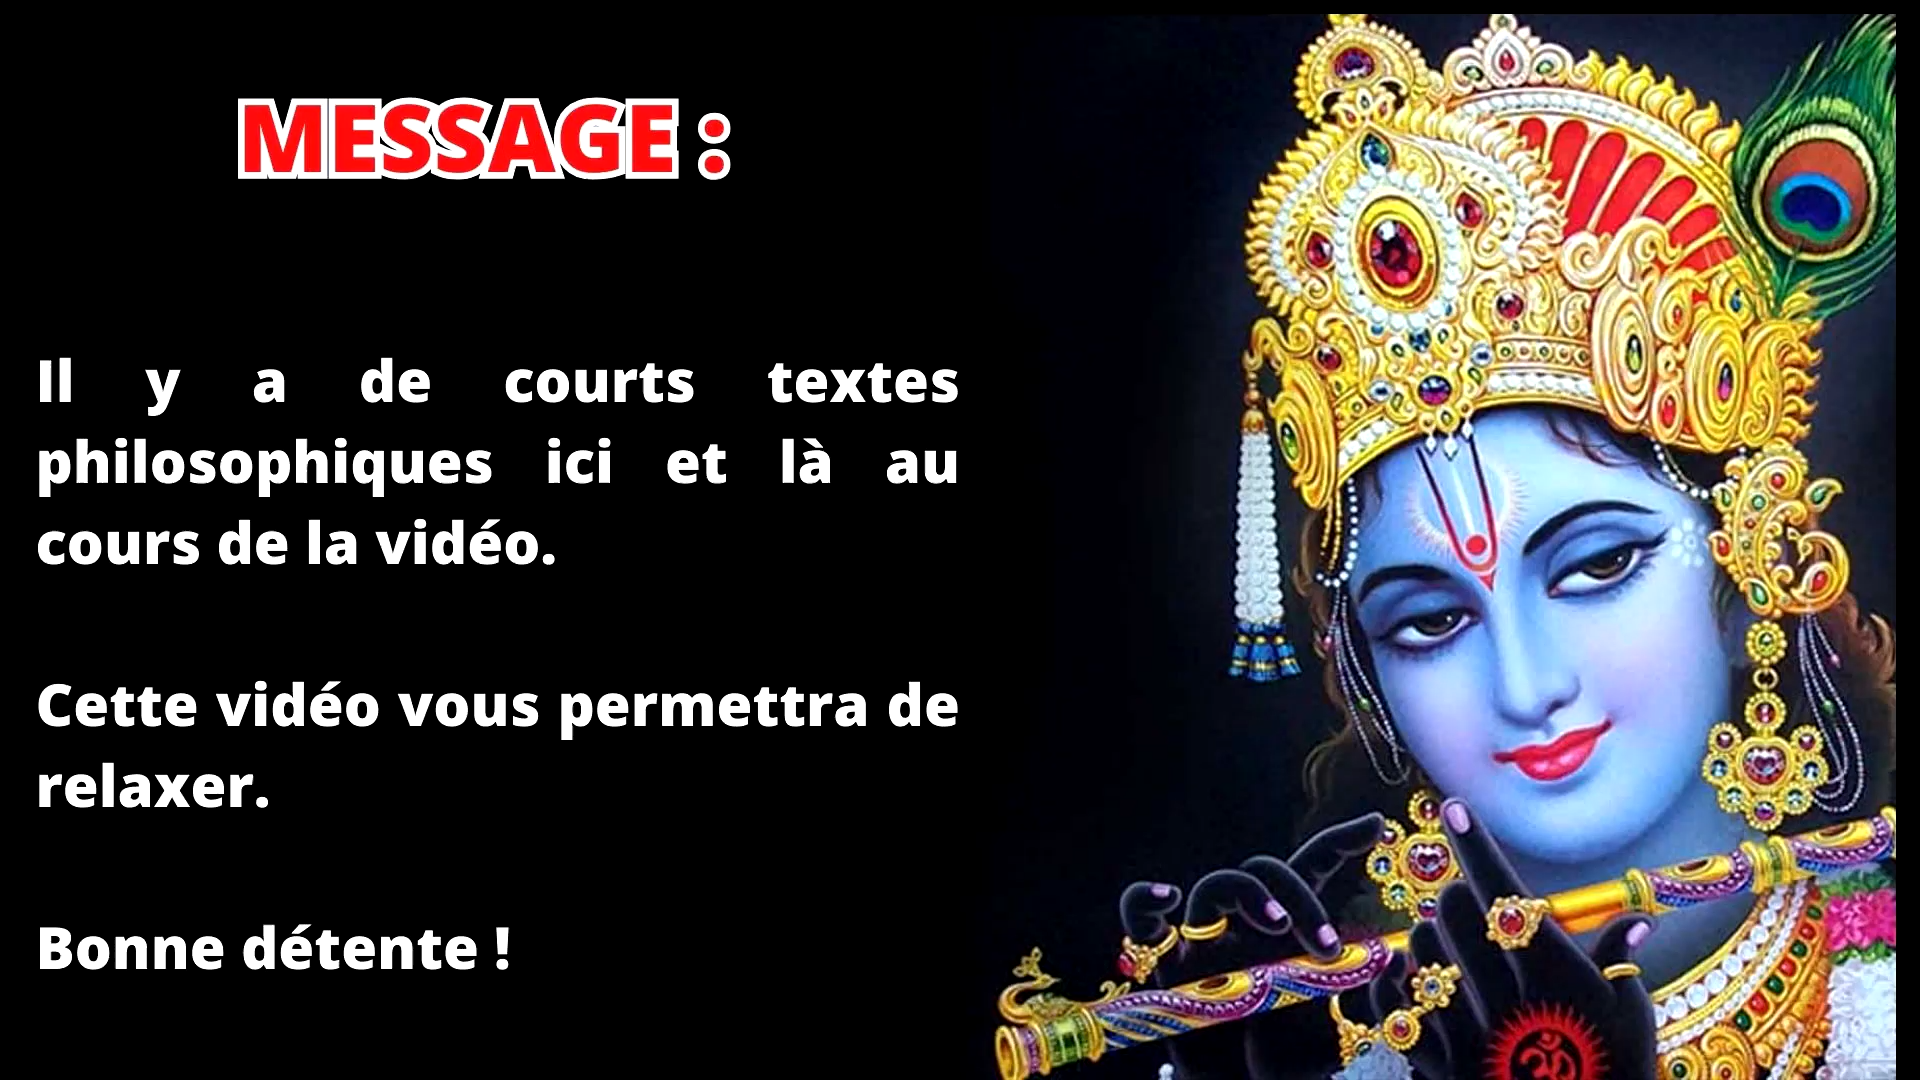 MESSAGE :
Il y a de courts textes
philosophiques ici et là au
cours de la vidéo.
Cette vidéo vous permettra de
relaxer.
Bonne détente !
ॐ